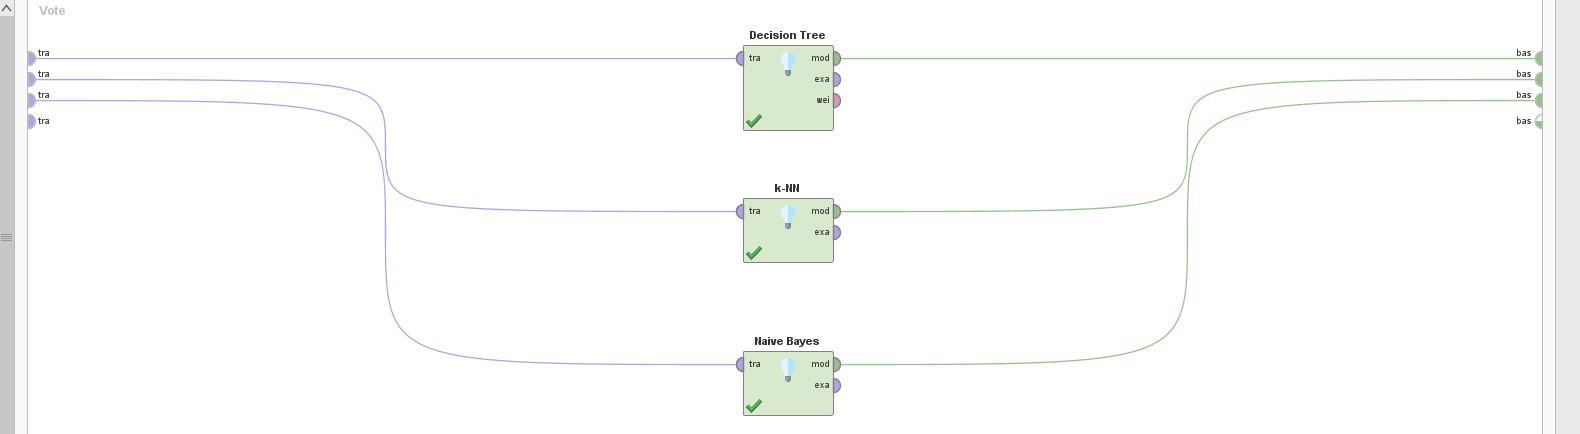 Vote
Decision Tree
tra
tra
tra
tra
tra
mod
exa
wei
bas
bas
bas
bas
k-NN
tra
mod
exa
Naive Bayes
tra
mod
exa